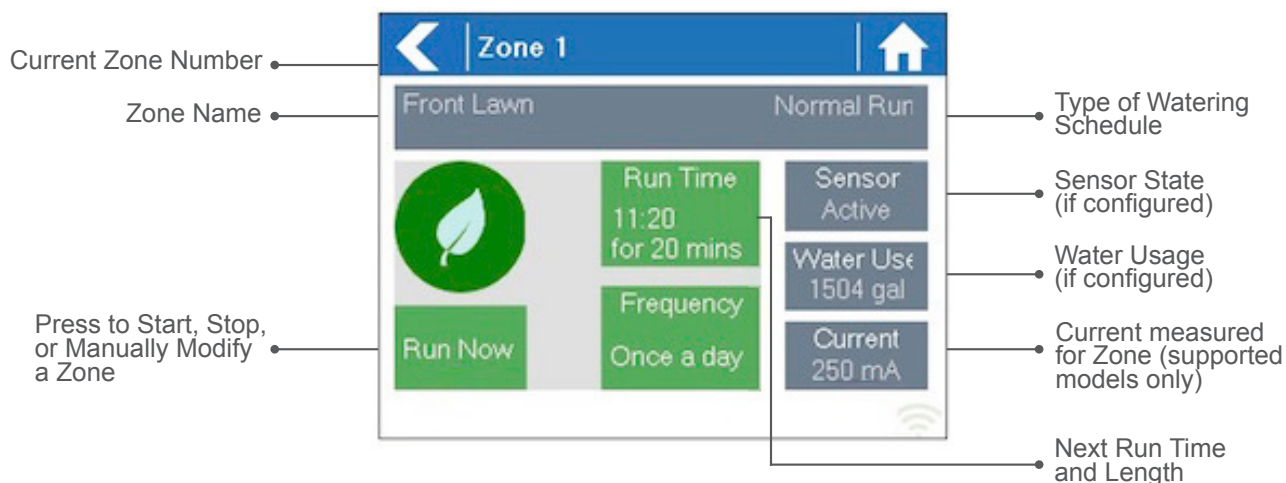 Zone 1
Current Zone Number
Zone Name
Front Lawn
Normal Run
Type of Watering
Schedule
Run Time
11:20
for 20 mins
Sensor
Active
Sensor State
(if configured)
Water Use
1504 gal
Water Usage
(if configured)
Press to Start, Stop,
or Manually Modify
a Zone
Run Now
Frequency
Once a day
Current
250 mA
Current measured
for Zone (supported
models only)
Next Run Time
and Length